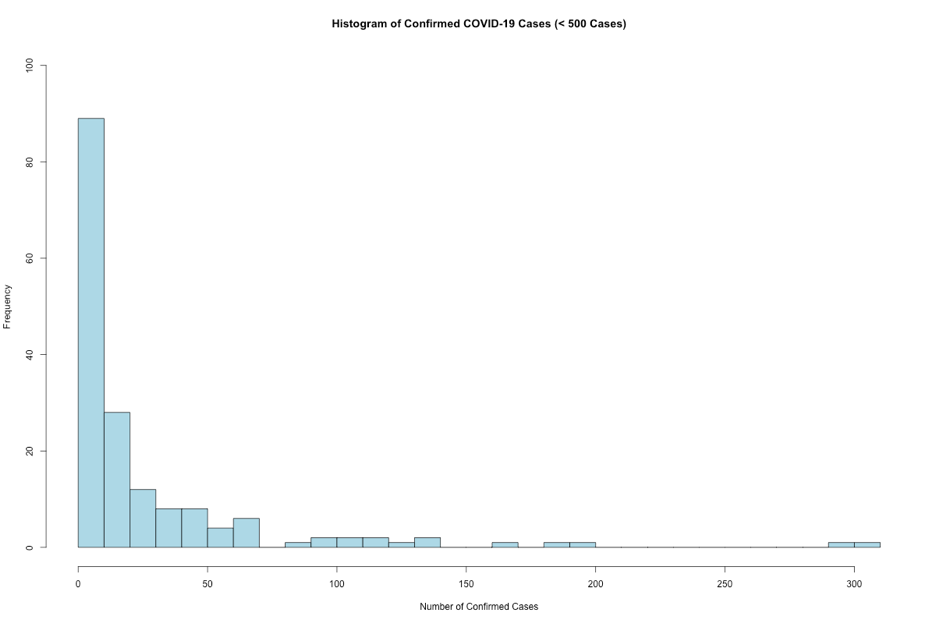 Histogram of Confirmed COVID-19 Cases (< 500 Cases)
100
80
60
40
20
0
Frequency
0 50 100 150 200 250 300
Number of Confirmed Cases